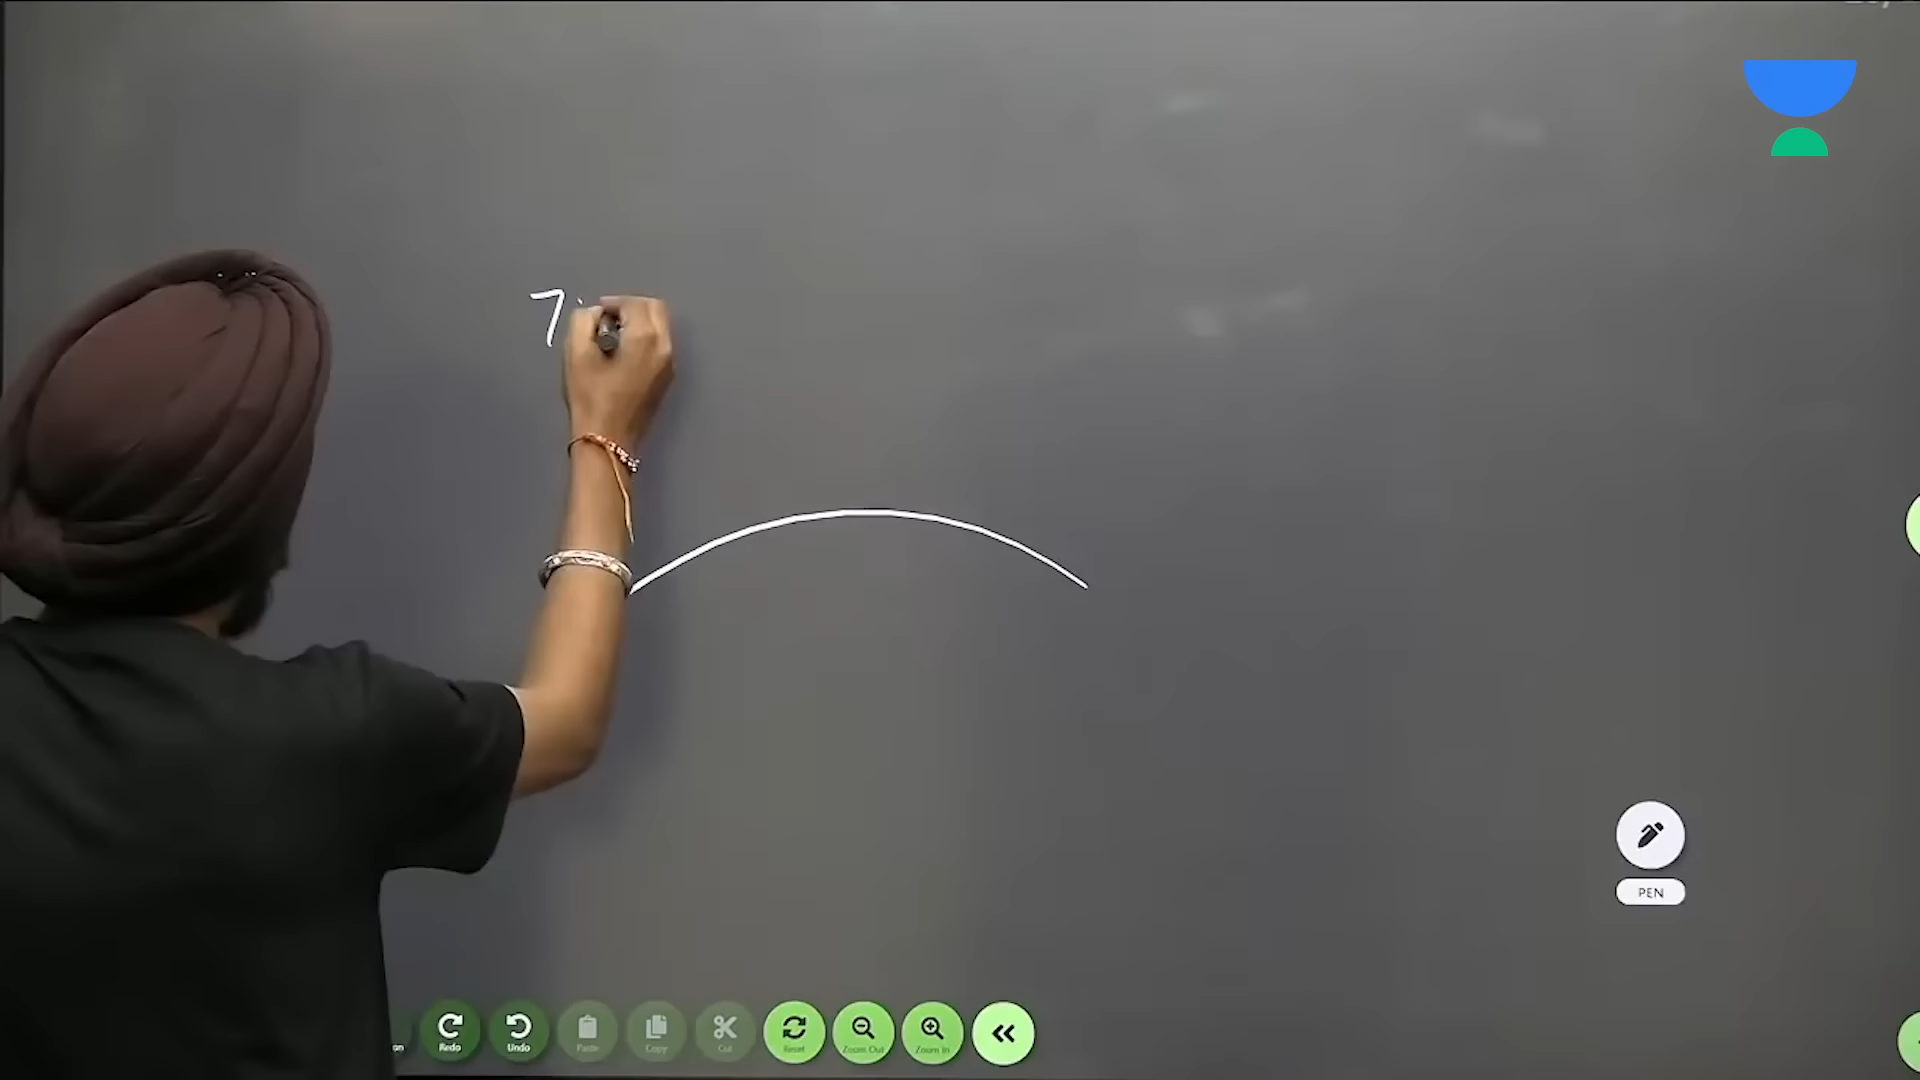 7
PEN
Redo
Undo
Paste
Copy
Cut
Reset
Zoom Out
Zoom In